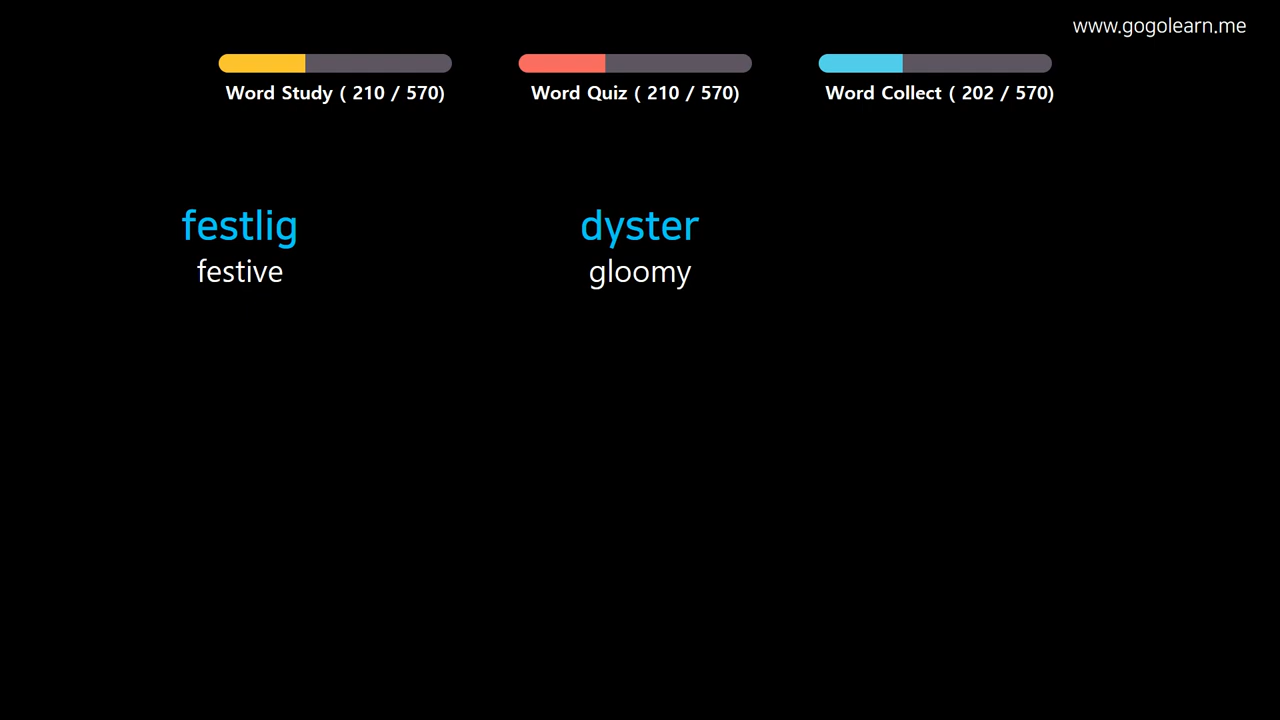 www.gogolearn.me
Word Study ( 210 / 570)
Word Quiz ( 210 / 570)
Word Collect ( 202 / 570)
festlig
festive
dyster
gloomy